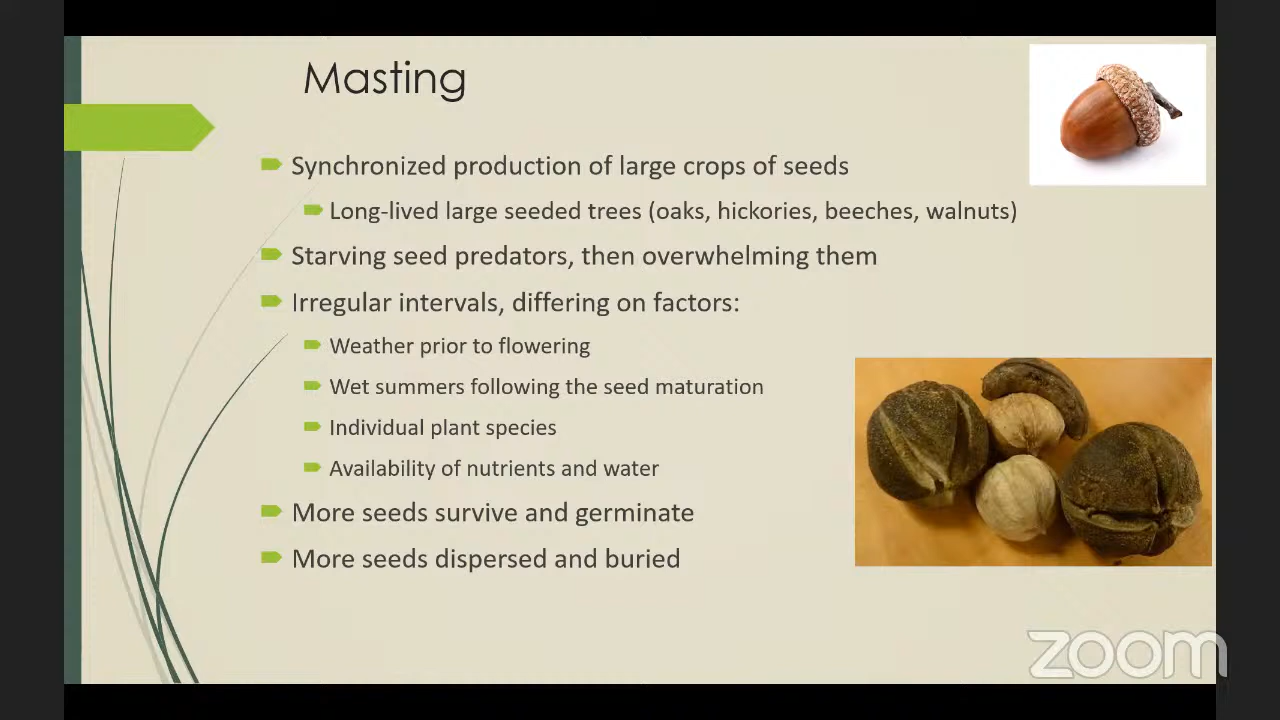 Masting
Synchronized production of large crops of seeds
Long-lived large seeded trees (oaks, hickories, beeches, walnuts)
Starving seed predators, then overwhelming them
Irregular intervals, differing on factors:
Weather prior to flowering
Wet summers following the seed maturation
Individual plant species
Availability of nutrients and water
More seeds survive and germinate
More seeds dispersed and buried
zoom